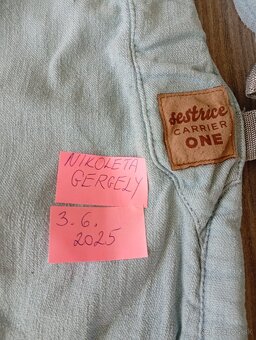 sestrice
CARRIER
ONE
NIKOLETA
GERGELY
3. 6.
2025